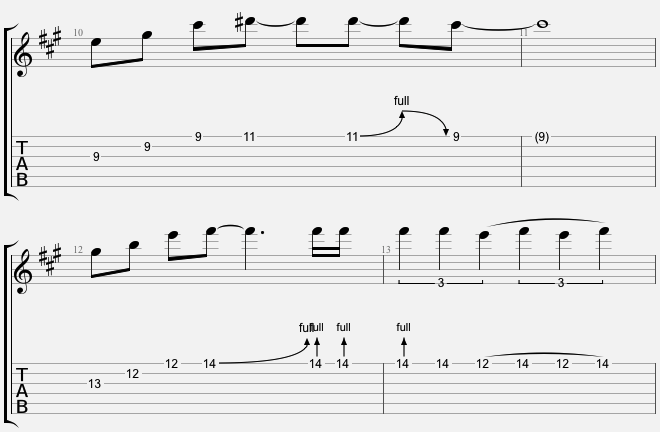 10
11
full
T
A
B
9 9 9 11 11 9 (9)
12
13
3 3
full full full full
T
A
B
13 12 12 14 14 14 14 14 12 14 12 14